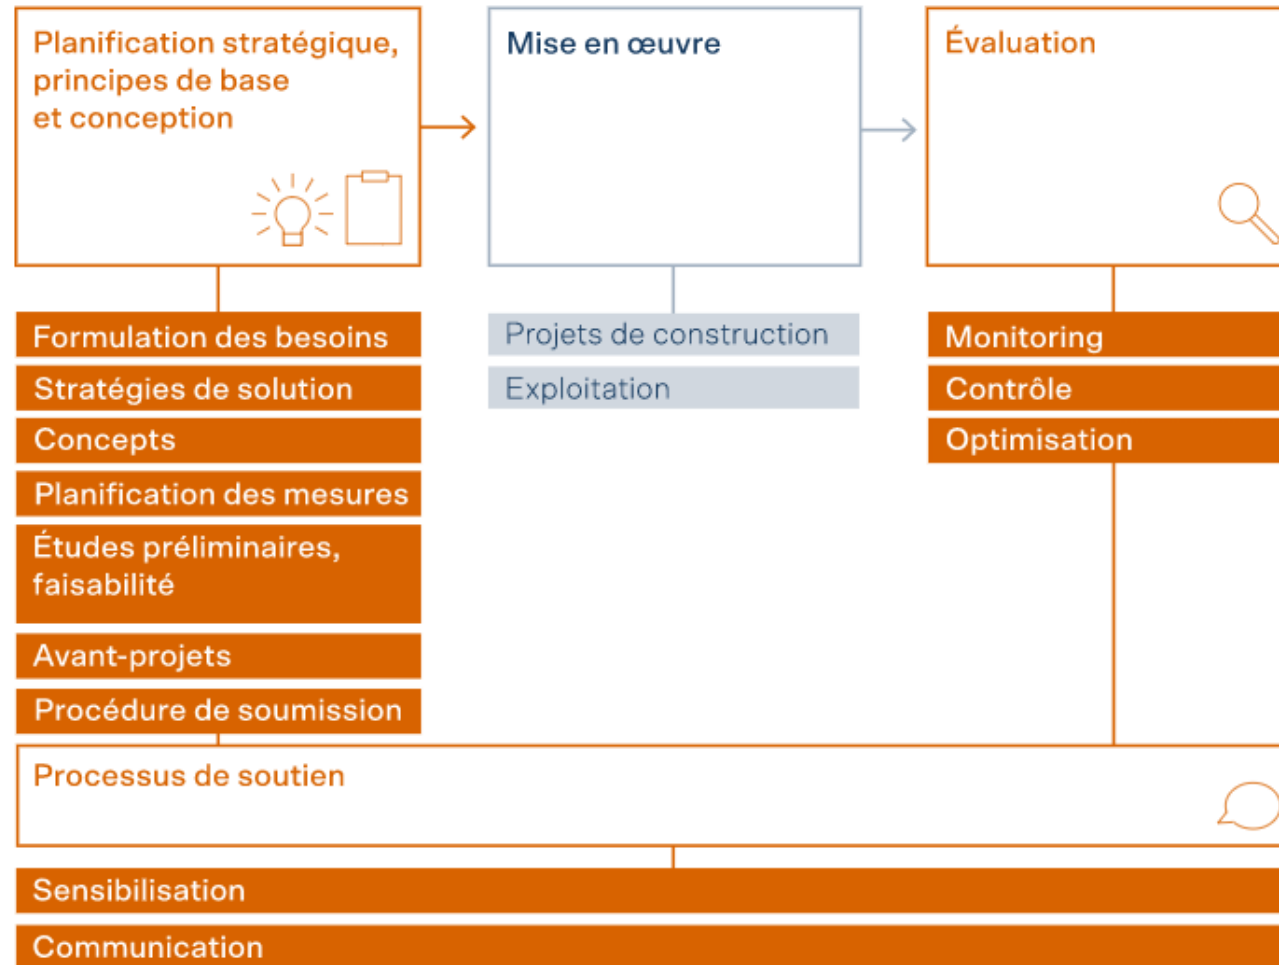 Planification stratégique,
principes de base
et conception
Mise en œuvre
Évaluation
Formulation des besoins
Stratégies de solution
Concepts
Planification des mesures
Études préliminaires,
faisabilité
Avant-projets
Procédure de soumission
Projets de construction
Exploitation
Monitoring
Contrôle
Optimisation
Processus de soutien
Sensibilisation
Communication